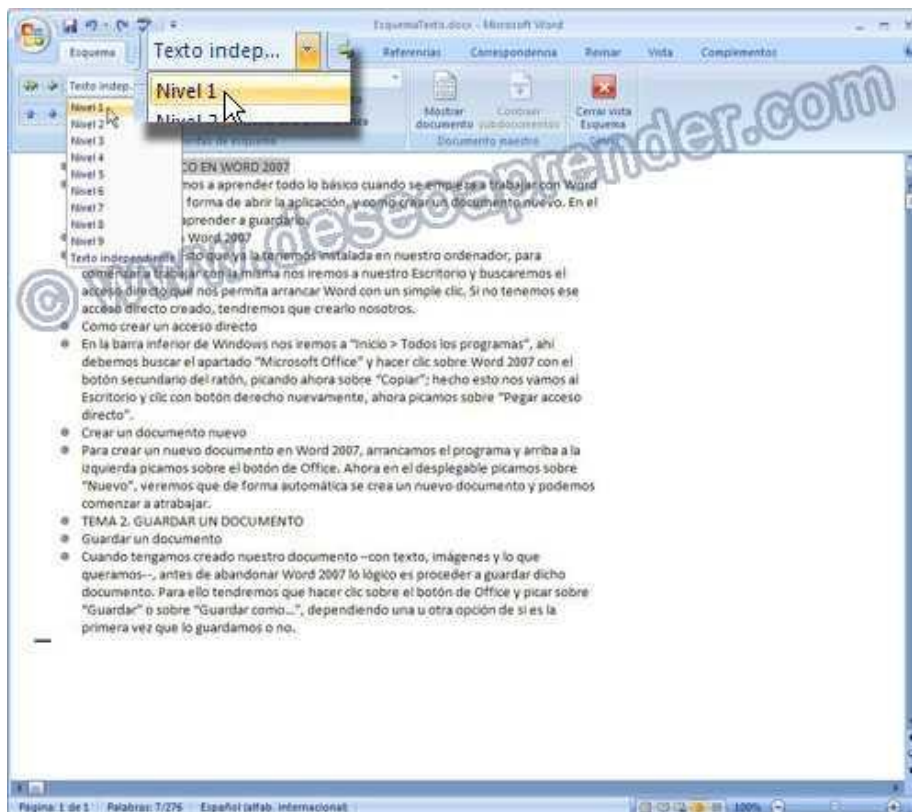 EsquemaTexto.docx - Microsoft Word
Esquema
Texto indep...
Referencias Correspondencia Revisar Vista Complementos
Texto indep...
Nivel 1
Nivel 2
Nivel 1
Nivel 2
Nivel 3
Nivel 4
Nivel 5
Nivel 6
Nivel 7
Nivel 8
Nivel 9
Texto independiente
Mostrar documento
Contraer subdocumentos
Documento maestro
Cerrar vista Esquema
Cerrar
© www.deseoaprender.com
CO EN WORD 2007
mos a aprender todo lo básico cuando se empieza a trabajar con Word
forma de abrir la aplicación, y como crear un documento nuevo. En el
aprender a guardarlo.
Word 2007
sto que ya la tenemos instalada en nuestro ordenador, para
comenzar a trabajar con la misma nos iremos a nuestro Escritorio y buscaremos el
acceso directo que nos permita arrancar Word con un simple clic. Si no tenemos ese
acceso directo creado, tendremos que crearlo nosotros.
Como crear un acceso directo
En la barra inferior de Windows nos iremos a "Inicio > Todos los programas", ahí
debemos buscar el apartado "Microsoft Office" y hacer clic sobre Word 2007 con el
botón secundario del ratón, picando ahora sobre "Copiar"; hecho esto nos vamos al
Escritorio y clic con botón derecho nuevamente, ahora picamos sobre "Pegar acceso
directo".
Crear un documento nuevo
Para crear un nuevo documento en Word 2007, arrancamos el programa y arriba a la
izquierda picamos sobre el botón de Office. Ahora en el desplegable picamos sobre
"Nuevo", veremos que de forma automática se crea un nuevo documento y podemos
comenzar a atrabajar.
TEMA 2. GUARDAR UN DOCUMENTO
Guardar un documento
Cuando tengamos creado nuestro documento –con texto, imágenes y lo que
queramos--, antes de abandonar Word 2007 lo lógico es proceder a guardar dicho
documento. Para ello tendremos que hacer clic sobre el botón de Office y picar sobre
"Guardar" o sobre "Guardar como...", dependiendo una u otra opción de si es la
primera vez que lo guardamos o no.
Página: 1 de 1 Palabras: 7/276 Español (alfab. internacional) 100%